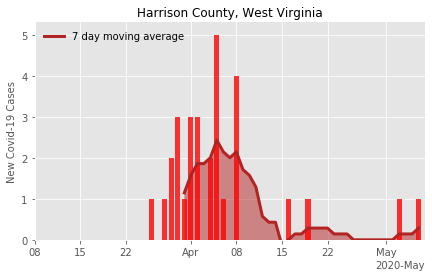 Harrison County, West Virginia
7 day moving average
New Covid-19 Cases
5
4
3
2
1
0
08 15 22 Apr 08 15 22 May
2020-May